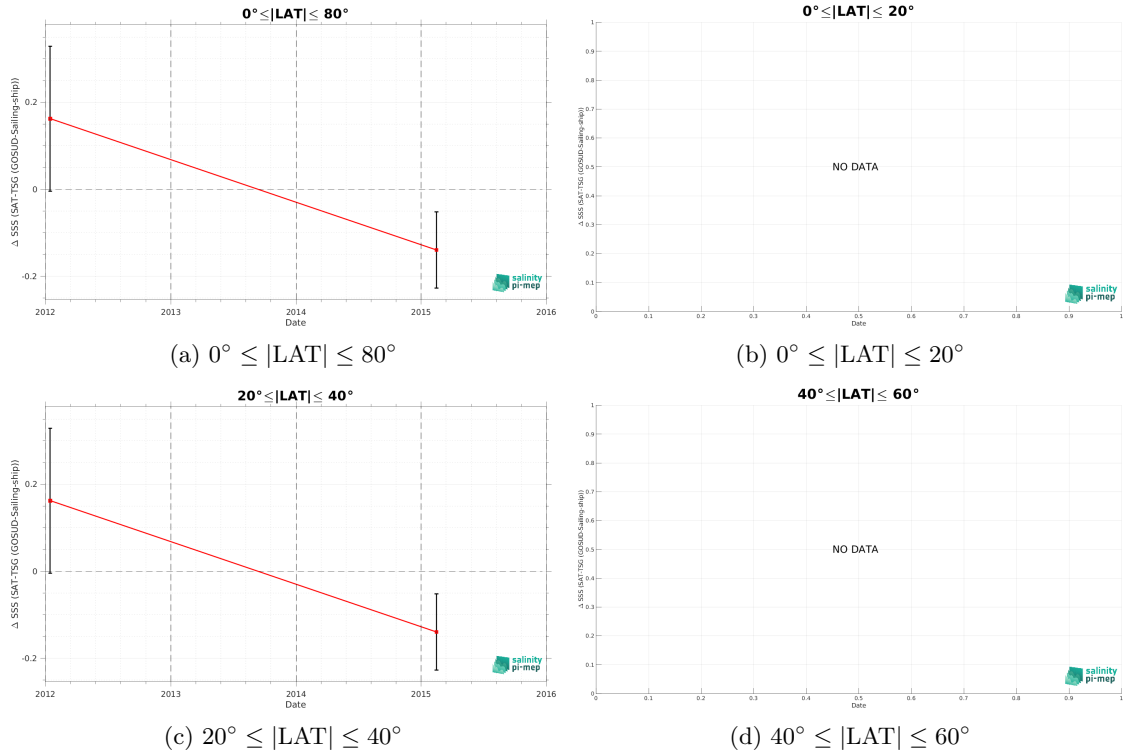 0°≤|LAT|≤ 80°
Δ SSS (SAT-TSG (GOSUD-Sailing-ship))
0.2
0
-0.2
2012 2013 2014 2015 2016
Date
salinity
pi-mep
(a) 0° ≤ |LAT| ≤ 80°
0°≤|LAT|≤ 20°
Δ SSS (SAT-TSG (GOSUD-Sailing-ship))
1
0.9
0.8
0.7
0.6
0.5
0.4
0.3
0.2
0.1
0
NO DATA
0 0.1 0.2 0.3 0.4 0.5 0.6 0.7 0.8 0.9 1
Date
salinity
pi-mep
(b) 0° ≤ |LAT| ≤ 20°
20°≤|LAT|≤ 40°
Δ SSS (SAT-TSG (GOSUD-Sailing-ship))
0.2
0
-0.2
2012 2013 2014 2015 2016
Date
salinity
pi-mep
(c) 20° ≤ |LAT| ≤ 40°
40°≤|LAT|≤ 60°
Δ SSS (SAT-TSG (GOSUD-Sailing-ship))
1
0.9
0.8
0.7
0.6
0.5
0.4
0.3
0.2
0.1
0
NO DATA
0 0.1 0.2 0.3 0.4 0.5 0.6 0.7 0.8 0.9 1
Date
salinity
pi-mep
(d) 40° ≤ |LAT| ≤ 60°